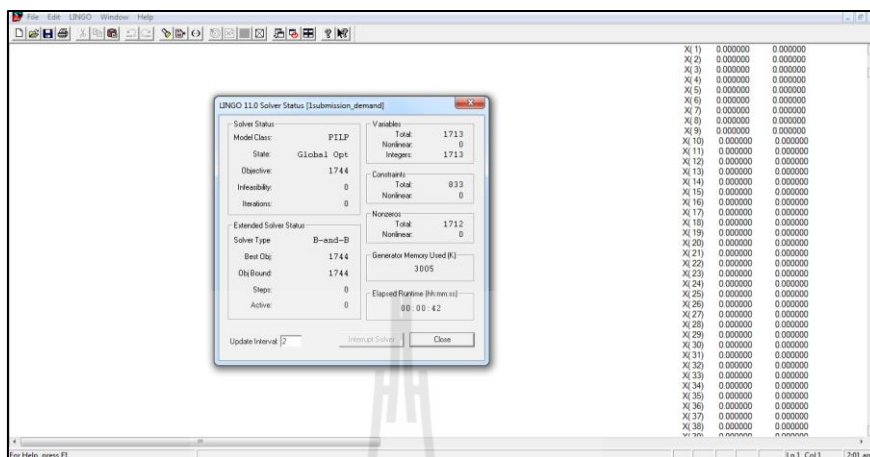 File Edit LINGO Window Help
LINGO 11.0 Solver Status [1submission_demand]
Solver Status
Model Class: PILP
State: Global Opt
Objective: 1744
Infeasibility: 0
Iterations: 0
Extended Solver Status
Solver Type B-and-B
Best Obj: 1744
Obj Bound: 1744
Steps: 0
Active: 0
Update Interval: 2
Variables
Total: 1713
Nonlinear: 0
Integers: 1713
Constraints
Total: 833
Nonlinear: 0
Nonzeros
Total: 1712
Nonlinear: 0
Generator Memory Used (K)
3005
Elapsed Runtime (hh:mm:ss)
00:00:42
Interrupt Solver Close
X( 1) 0.000000 0.000000
X( 2) 0.000000 0.000000
X( 3) 0.000000 0.000000
X( 4) 0.000000 0.000000
X( 5) 0.000000 0.000000
X( 6) 0.000000 0.000000
X( 7) 0.000000 0.000000
X( 8) 0.000000 0.000000
X( 9) 0.000000 0.000000
X( 10) 0.000000 0.000000
X( 11) 0.000000 0.000000
X( 12) 0.000000 0.000000
X( 13) 0.000000 0.000000
X( 14) 0.000000 0.000000
X( 15) 0.000000 0.000000
X( 16) 0.000000 0.000000
X( 17) 0.000000 0.000000
X( 18) 0.000000 0.000000
X( 19) 0.000000 0.000000
X( 20) 0.000000 0.000000
X( 21) 0.000000 0.000000
X( 22) 0.000000 0.000000
X( 23) 0.000000 0.000000
X( 24) 0.000000 0.000000
X( 25) 0.000000 0.000000
X( 26) 0.000000 0.000000
X( 27) 0.000000 0.000000
X( 28) 0.000000 0.000000
X( 29) 0.000000 0.000000
X( 30) 0.000000 0.000000
X( 31) 0.000000 0.000000
X( 32) 0.000000 0.000000
X( 33) 0.000000 0.000000
X( 34) 0.000000 0.000000
X( 35) 0.000000 0.000000
X( 36) 0.000000 0.000000
X( 37) 0.000000 0.000000
X( 38) 0.000000 0.000000
X( 39) 0.000000 0.000000
For Help, press F1 Ln 1, Col 1 2:01 am